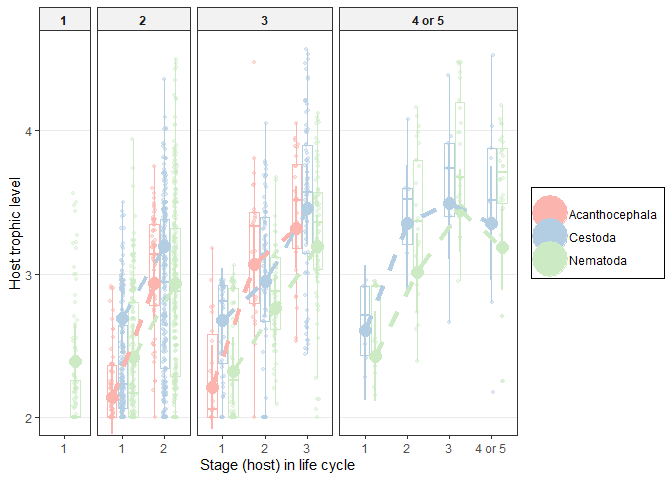 1 2 3 4 or 5
Host trophic level
4
3
2
1 1 2 1 2 3 1 2 3 4 or 5
Stage (host) in life cycle
Acanthocephala
Cestoda
Nematoda